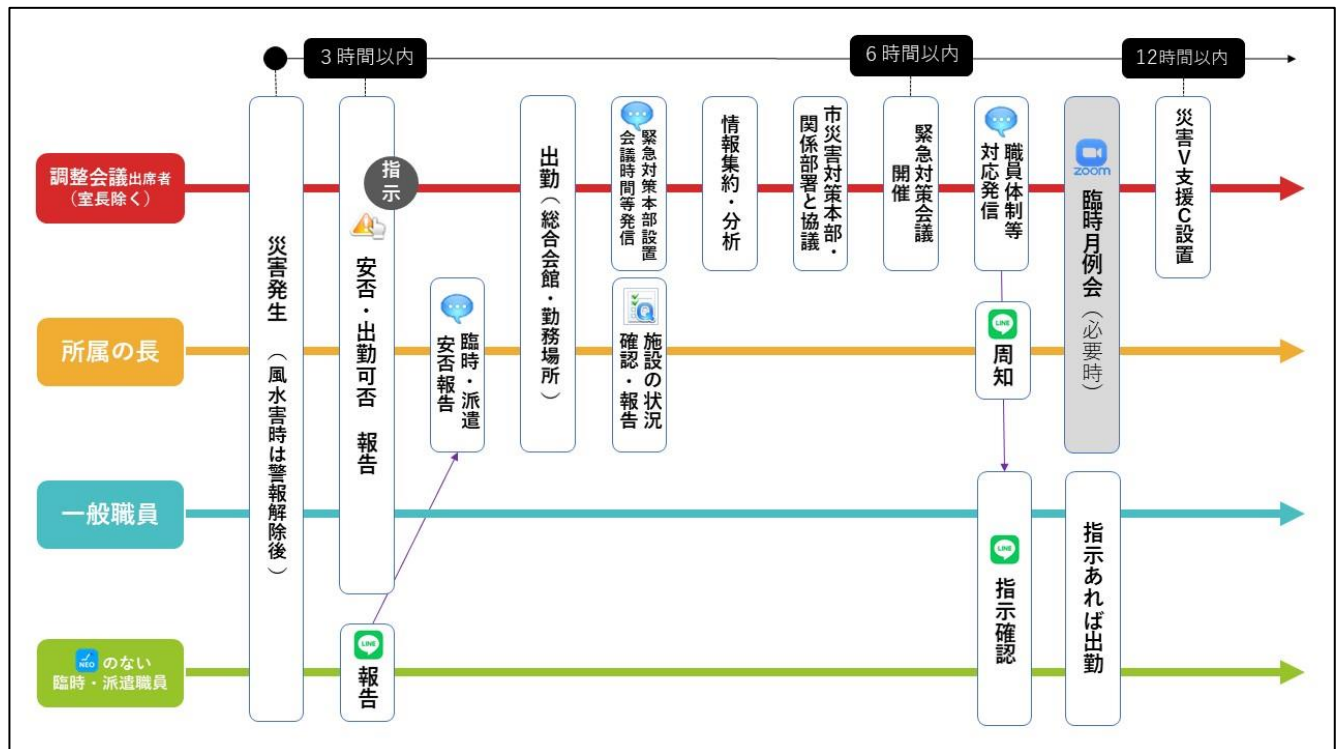 3時間以内
6時間以内
12時間以内
調整会議出席者
（室長除く）
所属の長
一般職員
NEO のない
臨時・派遣職員
災害発生　（風水害時は警報解除後）
指示
安否・出勤可否　報告
LINE
報告
臨時・派遣
安否報告
出勤（総合会館・勤務場所）
緊急対策本部設置
会議時間等発信
施設の状況
確認・報告
情報集約・分析
市災害対策本部・
関係部署と協議
緊急対策会議
開催
職員体制等
対応発信
LINE
周知
LINE
指示確認
zoom
臨時月例会（必要時）
指示あれば出勤
災害V支援C設置